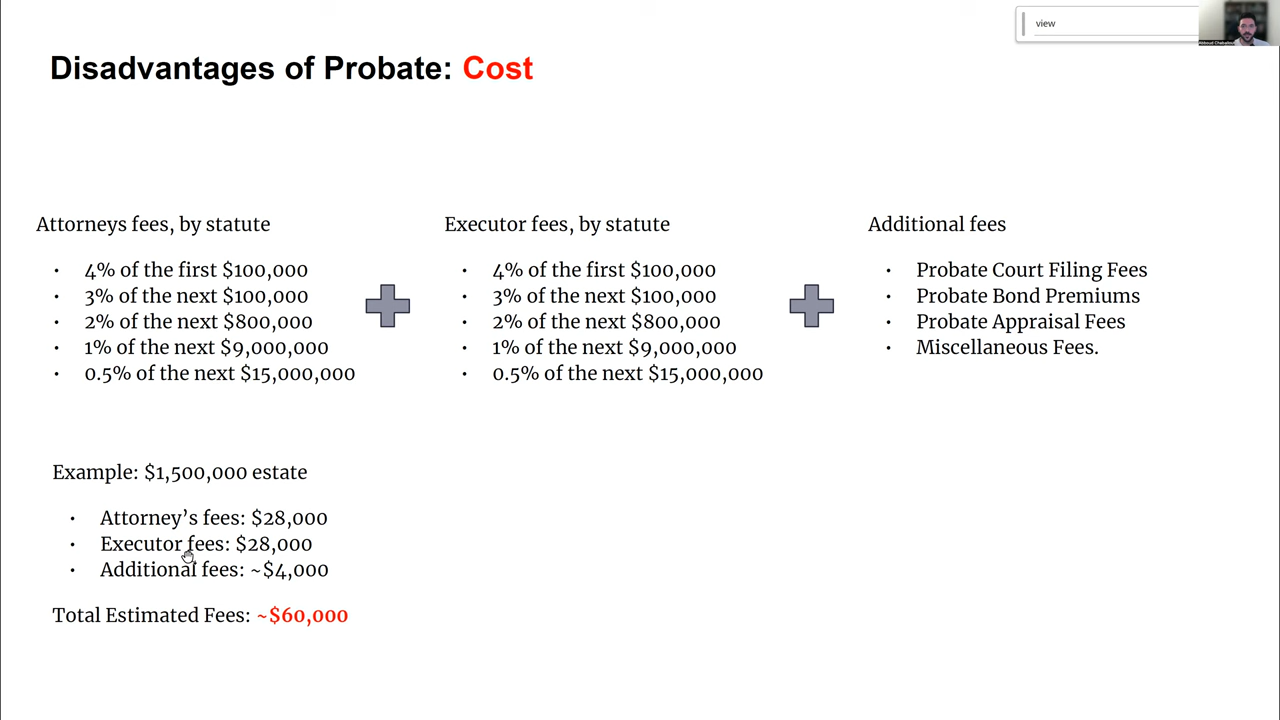 view
Disadvantages of Probate: Cost
Attorneys fees, by statute
• 4% of the first $100,000
• 3% of the next $100,000
• 2% of the next $800,000
• 1% of the next $9,000,000
• 0.5% of the next $15,000,000
Executor fees, by statute
• 4% of the first $100,000
• 3% of the next $100,000
• 2% of the next $800,000
• 1% of the next $9,000,000
• 0.5% of the next $15,000,000
Additional fees
• Probate Court Filing Fees
• Probate Bond Premiums
• Probate Appraisal Fees
• Miscellaneous Fees.
Example: $1,500,000 estate
• Attorney’s fees: $28,000
• Executor fees: $28,000
• Additional fees: ~$4,000
Total Estimated Fees: ~$60,000